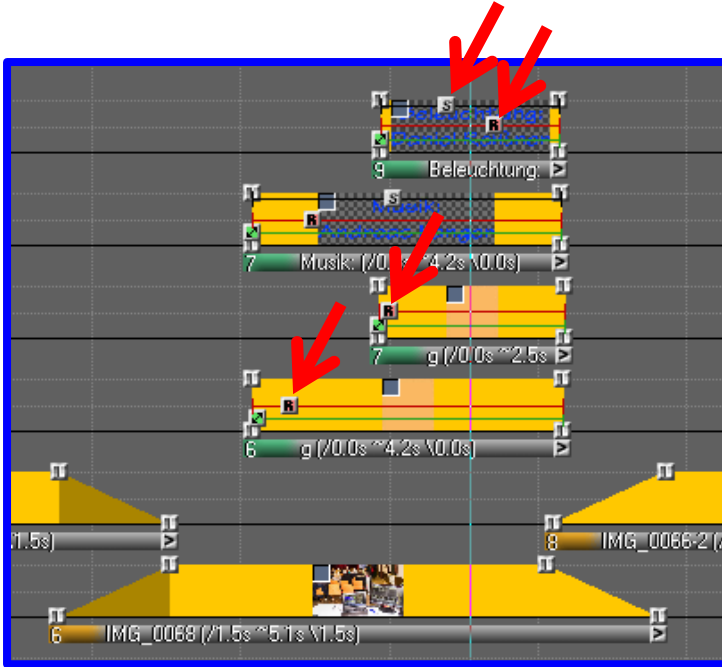 S
R
9 Beleuchtung: >
S
Musik:
R
7 Musik: (/0. ~4.2s \0.0s) >
R
7 g (/0.0s ~2.5s >
R
6 g (/0.0s ~4.2s \0.0s) >
\1.5s) >
8 IMG_0066-2 (/
6 IMG_0068 (/1.5s ~5.1s \1.5s) >